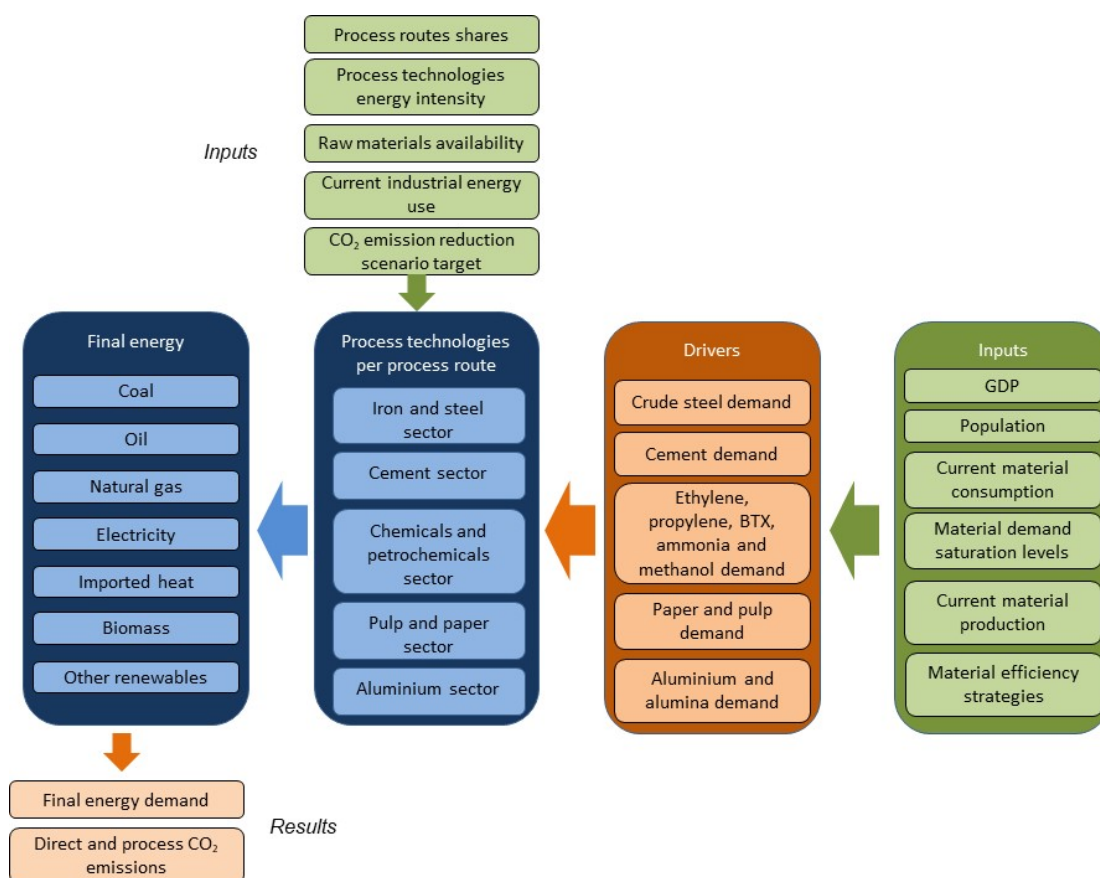 Process routes shares
Process technologies
energy intensity
Inputs
Raw materials availability
Current industrial energy
use
CO₂ emission reduction
scenario target
Final energy
Coal
Oil
Natural gas
Electricity
Imported heat
Biomass
Other renewables
Process technologies
per process route
Iron and steel
sector
Cement sector
Chemicals and
petrochemicals
sector
Pulp and paper
sector
Aluminium sector
Drivers
Crude steel demand
Cement demand
Ethylene,
propylene, BTX,
ammonia and
methanol demand
Paper and pulp
demand
Aluminium and
alumina demand
Inputs
GDP
Population
Current material
consumption
Material demand
saturation levels
Current material
production
Material efficiency
strategies
Final energy demand
Results
Direct and process CO₂
emissions